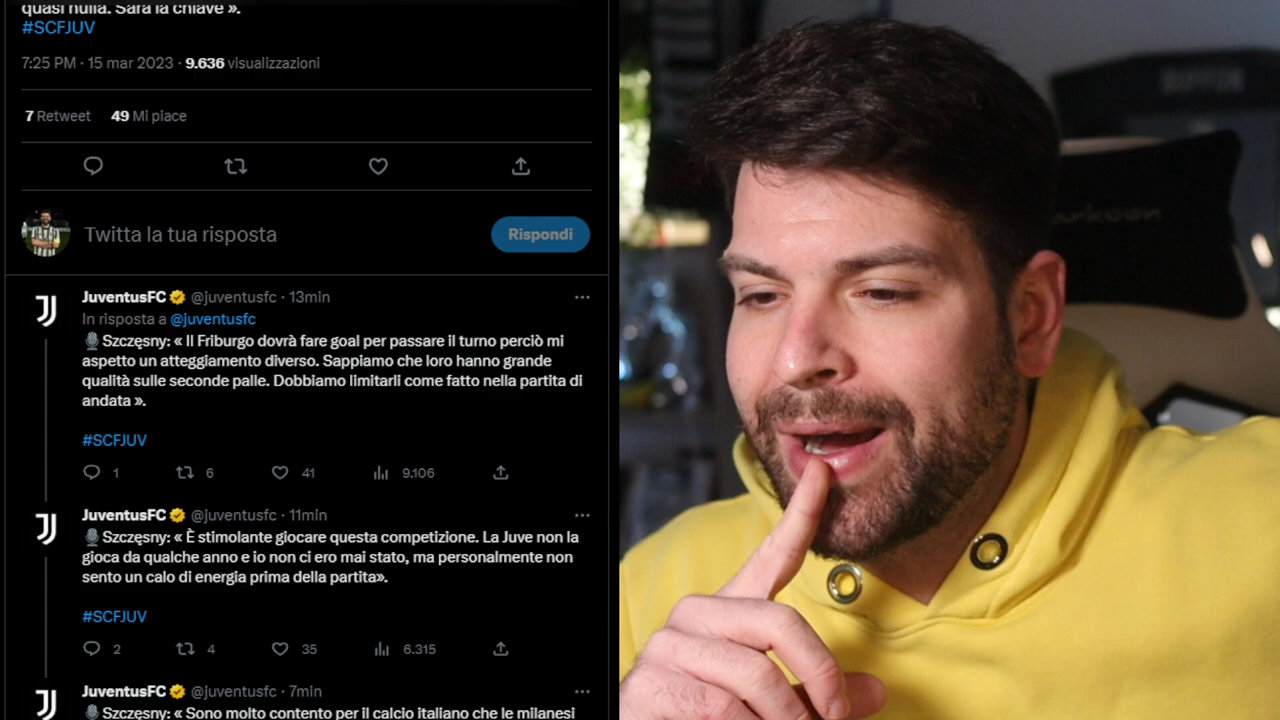 quasi nulla. Sarà la chiave ».
#SCFJUV
7:25 PM · 15 mar 2023 · 9.636 visualizzazioni
7 Retweet 49 Mi piace
Twitta la tua risposta
Rispondi
JuventusFC @juventusfc · 13min
In risposta a @juventusfc
Szczęsny: « Il Friburgo dovrà fare goal per passare il turno perciò mi
aspetto un atteggiamento diverso. Sappiamo che loro hanno grande
qualità sulle seconde palle. Dobbiamo limitarli come fatto nella partita di
andata ».
#SCFJUV
1 6 41 9.106
JuventusFC @juventusfc · 11min
Szczęsny: « È stimolante giocare questa competizione. La Juve non la
gioca da qualche anno e io non ci ero mai stato, ma personalmente non
sento un calo di energia prima della partita».
#SCFJUV
2 4 35 6.315
JuventusFC @juventusfc · 7min
Szczęsny: « Sono molto contento per il calcio italiano che le milanesi